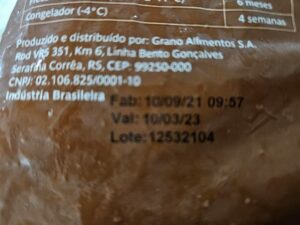 Congelador (-4°C)
6 meses
4 semanas
Produzido e distribuído por: Grano Alimentos S.A.
Rod VRS 351, Km 6, Linha Bento Gonçalves
Serafina Corrêa, RS, CEP: 99250-000
CNPJ: 02.106.825/0001-10
Indústria Brasileira
Fab: 10/09/21 09:57
Val: 10/03/23
Lote: 12532104